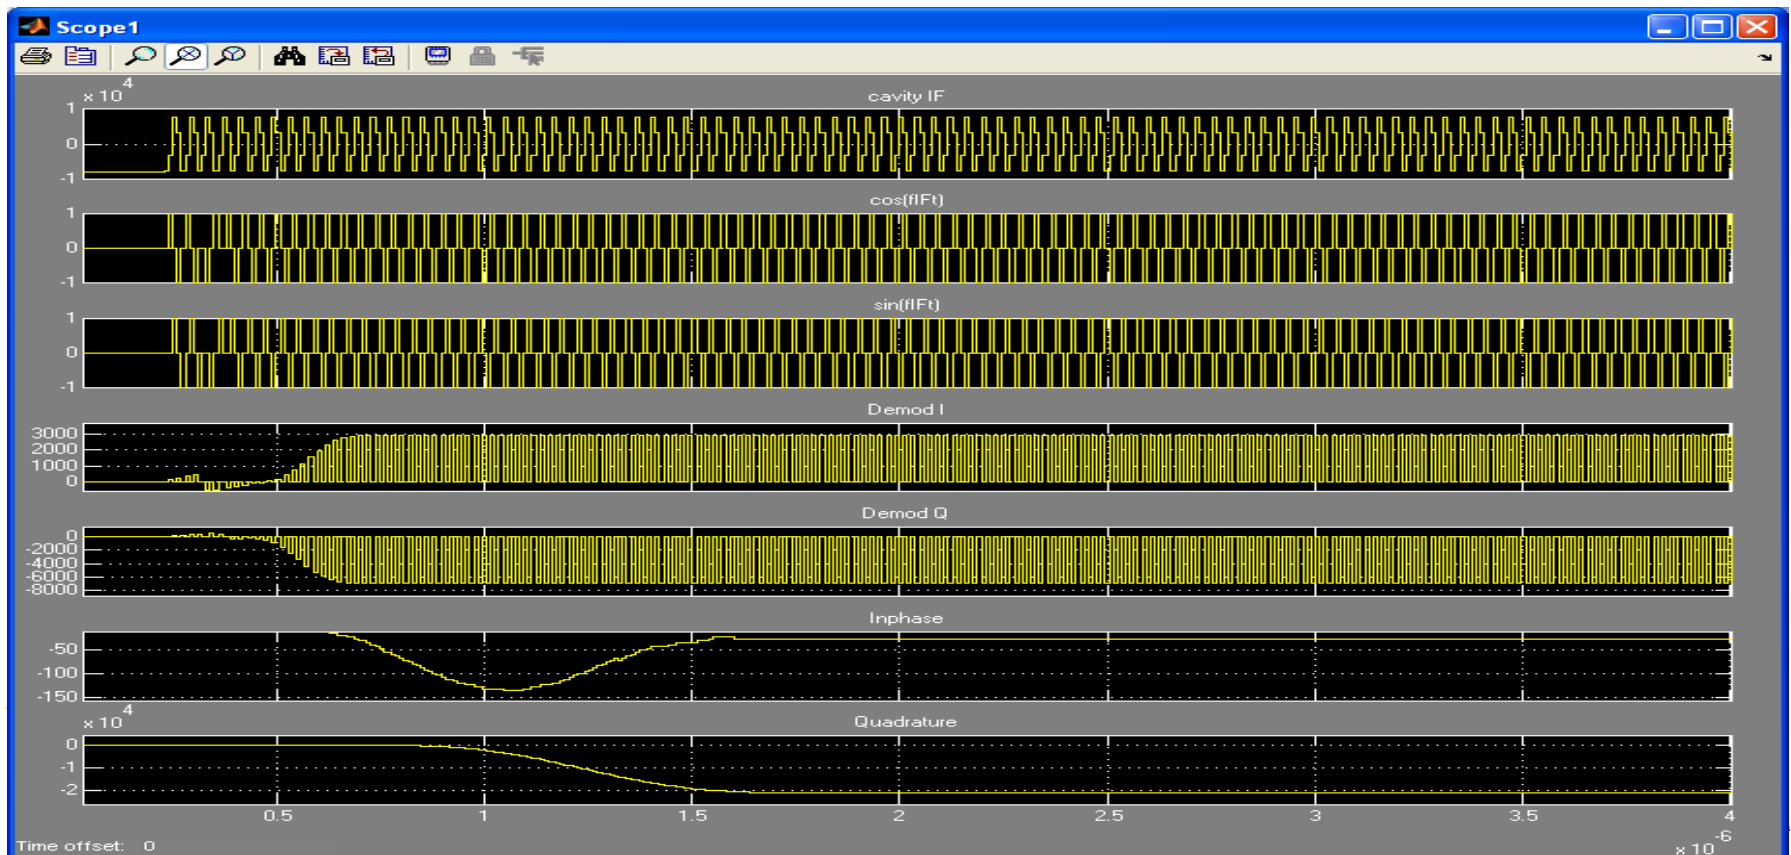 Scope1
x 10^4
cavity IF
1
0
-1
cos(fIFt)
1
0
-1
sin(fIFt)
1
0
-1
Demod I
3000
2000
1000
0
Demod Q
0
-2000
-4000
-6000
-8000
Inphase
-50
-100
-150
x 10^4
Quadrature
0
-1
-2
0.5 1 1.5 2 2.5 3 3.5 4
x 10^-6
Time offset: 0